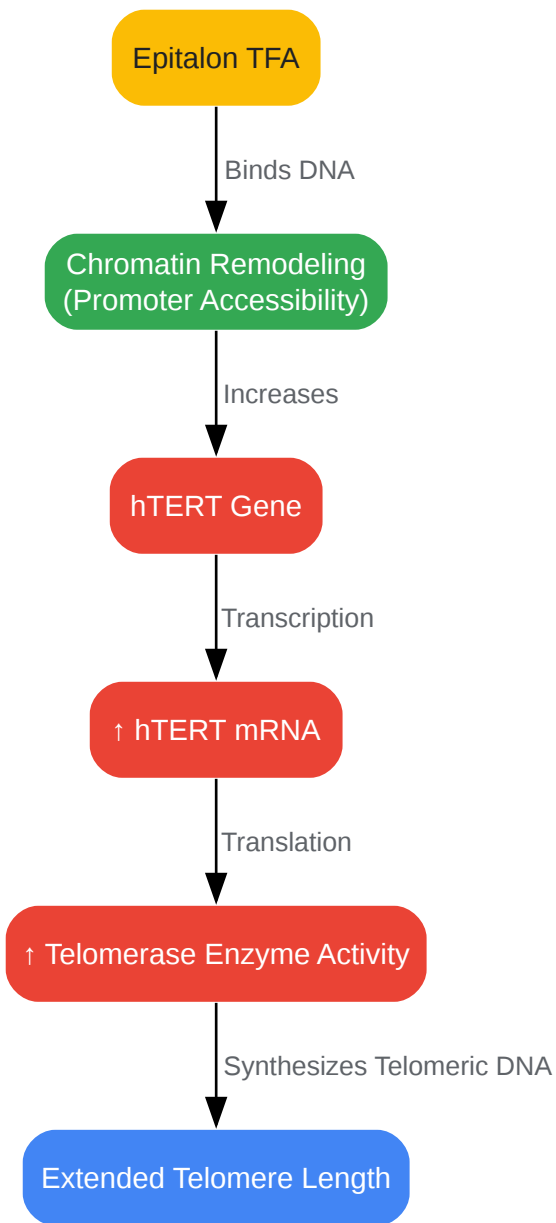 Epitalon TFA
Binds DNA
Chromatin Remodeling
(Promoter Accessibility)
Increases
hTERT Gene
Transcription
↑ hTERT mRNA
Translation
↑ Telomerase Enzyme Activity
Synthesizes Telomeric DNA
Extended Telomere Length